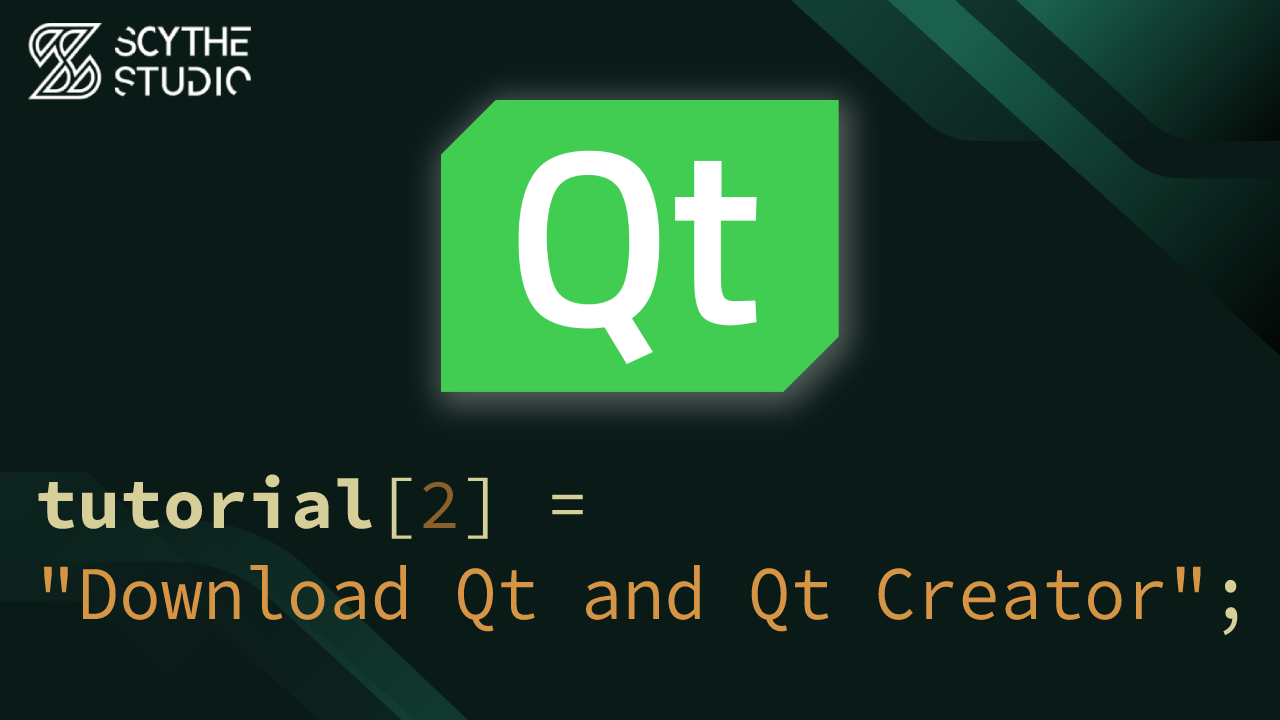 SCYTHE
STUDIO
Qt
tutorial[2] =
"Download Qt and Qt Creator";